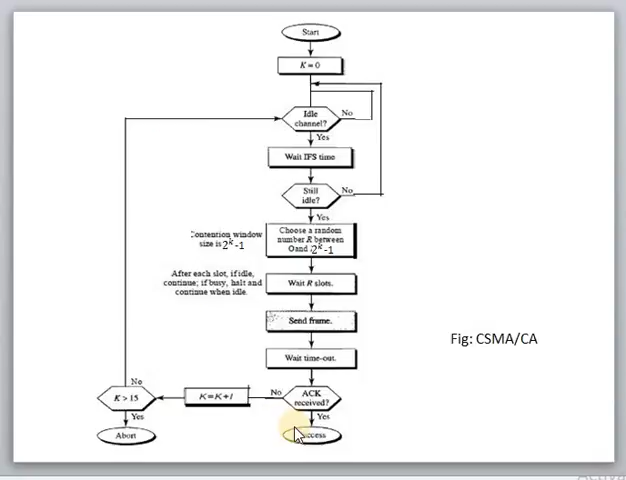 Start
K = 0
Idle
channel?
No
Yes
Wait IFS time
Still
idle?
No
Yes
Contention window
size is 2^k-1
Choose a random
number R between
0 and 2^k-1
After each slot, if idle,
continue; if busy, halt and
continue when idle.
Wait R slots.
Send frame.
Fig: CSMA/CA
Wait time-out.
No
K > 15
K=K+1
No
ACK
received?
Yes
Yes
Abort